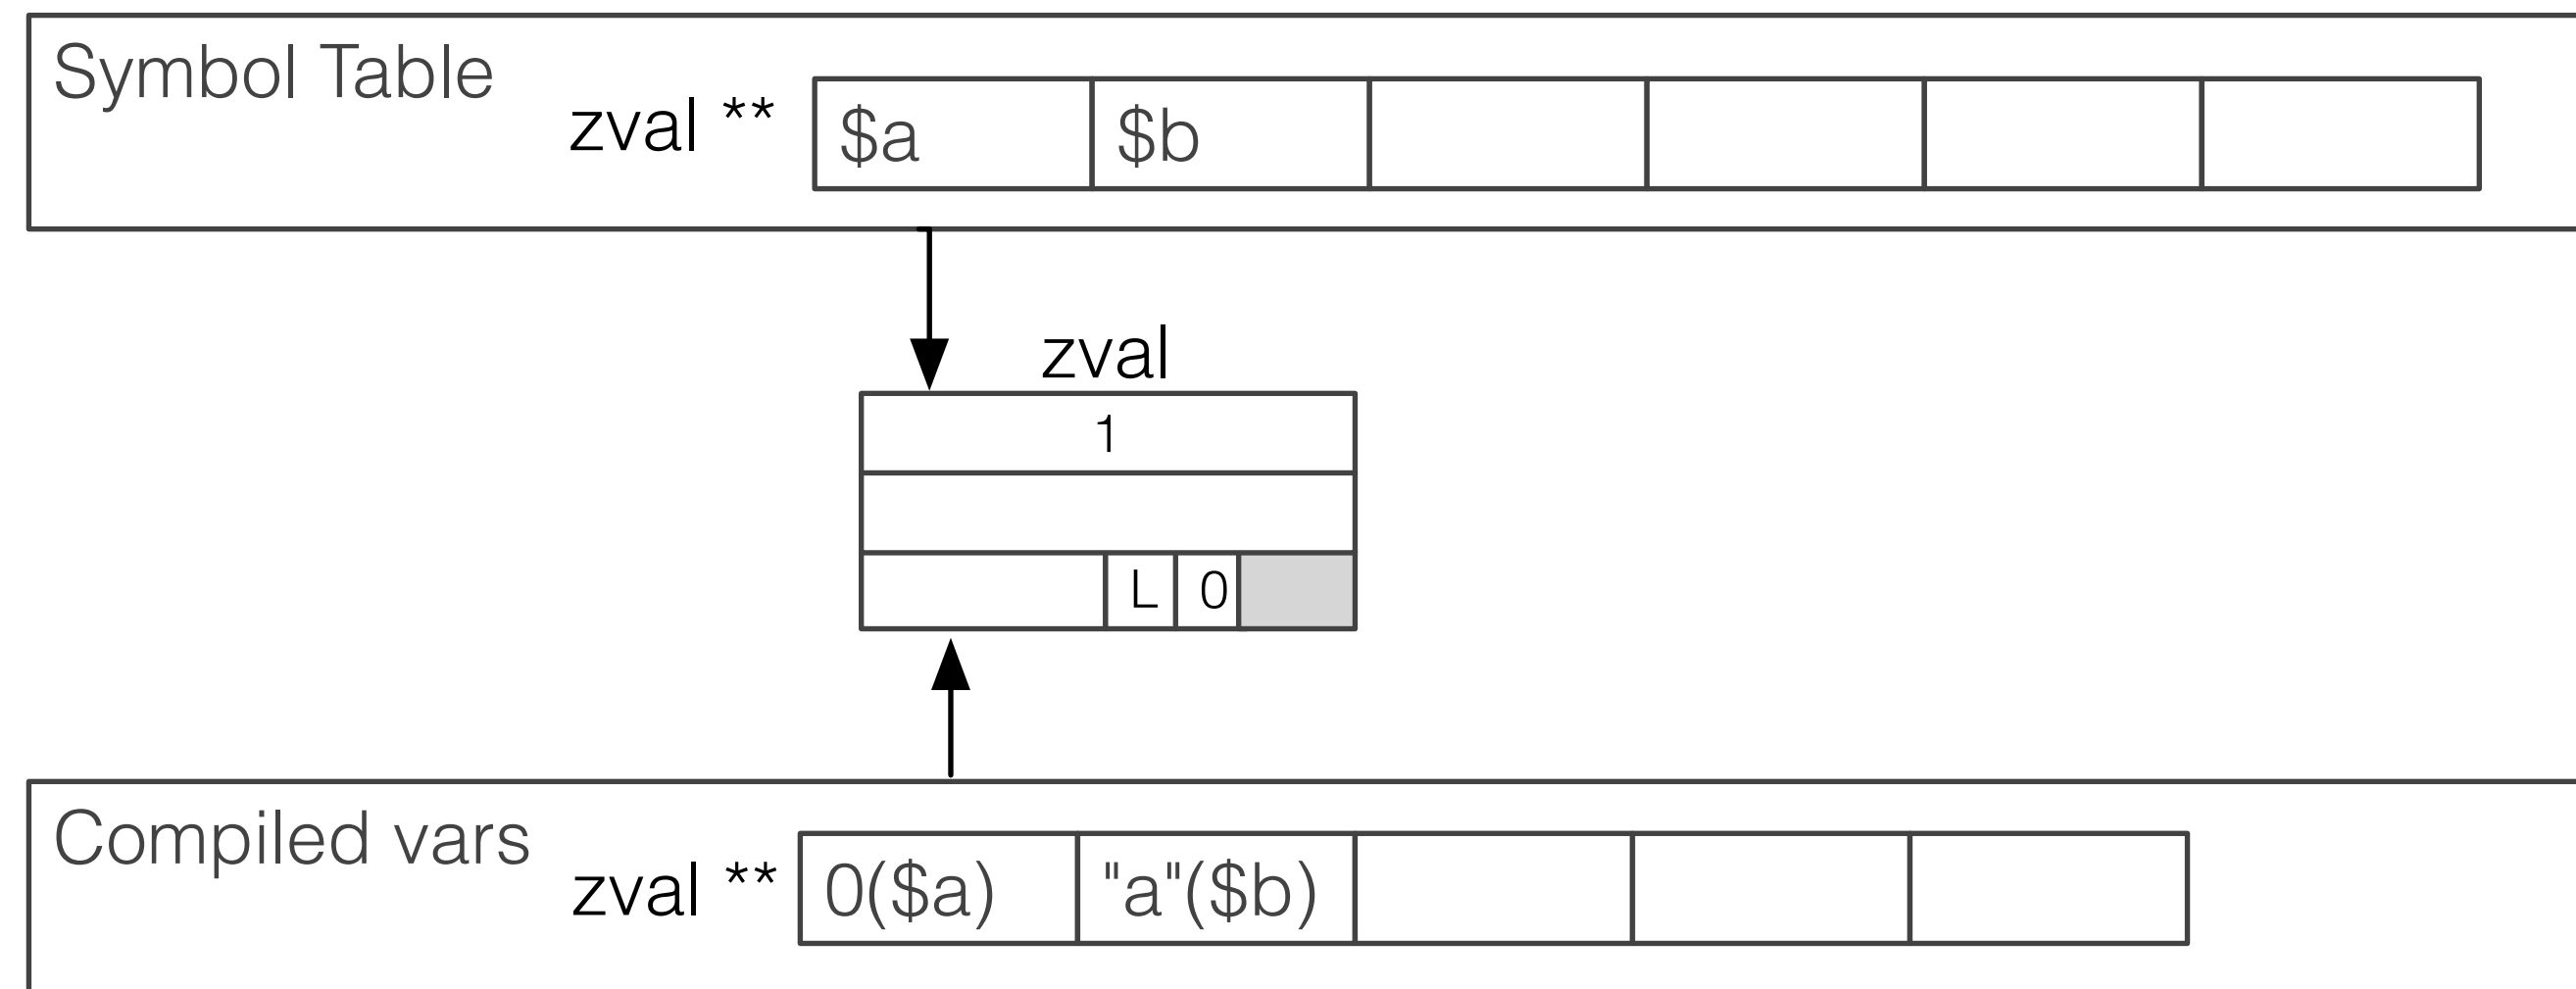 Symbol Table
zval ** $a $b
zval
1
L 0
Compiled vars
zval ** 0($a) "a"($b)